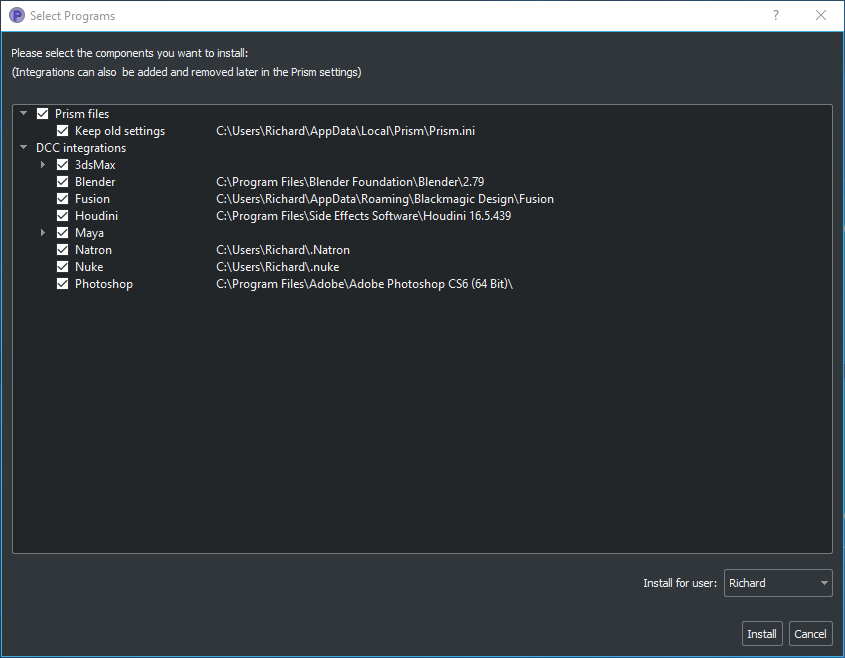 Select Programs
Please select the components you want to install:
(Integrations can also  be added and removed later in the Prism settings)
Prism files
Keep old settings C:\Users\Richard\AppData\Local\Prism\Prism.ini
DCC integrations
3dsMax
Blender C:\Program Files\Blender Foundation\Blender\2.79
Fusion C:\Users\Richard\AppData\Roaming\Blackmagic Design\Fusion
Houdini C:\Program Files\Side Effects Software\Houdini 16.5.439
Maya
Natron C:\Users\Richard\.Natron
Nuke C:\Users\Richard\.nuke
Photoshop C:\Program Files\Adobe\Adobe Photoshop CS6 (64 Bit)\
Install for user: Richard
Install Cancel